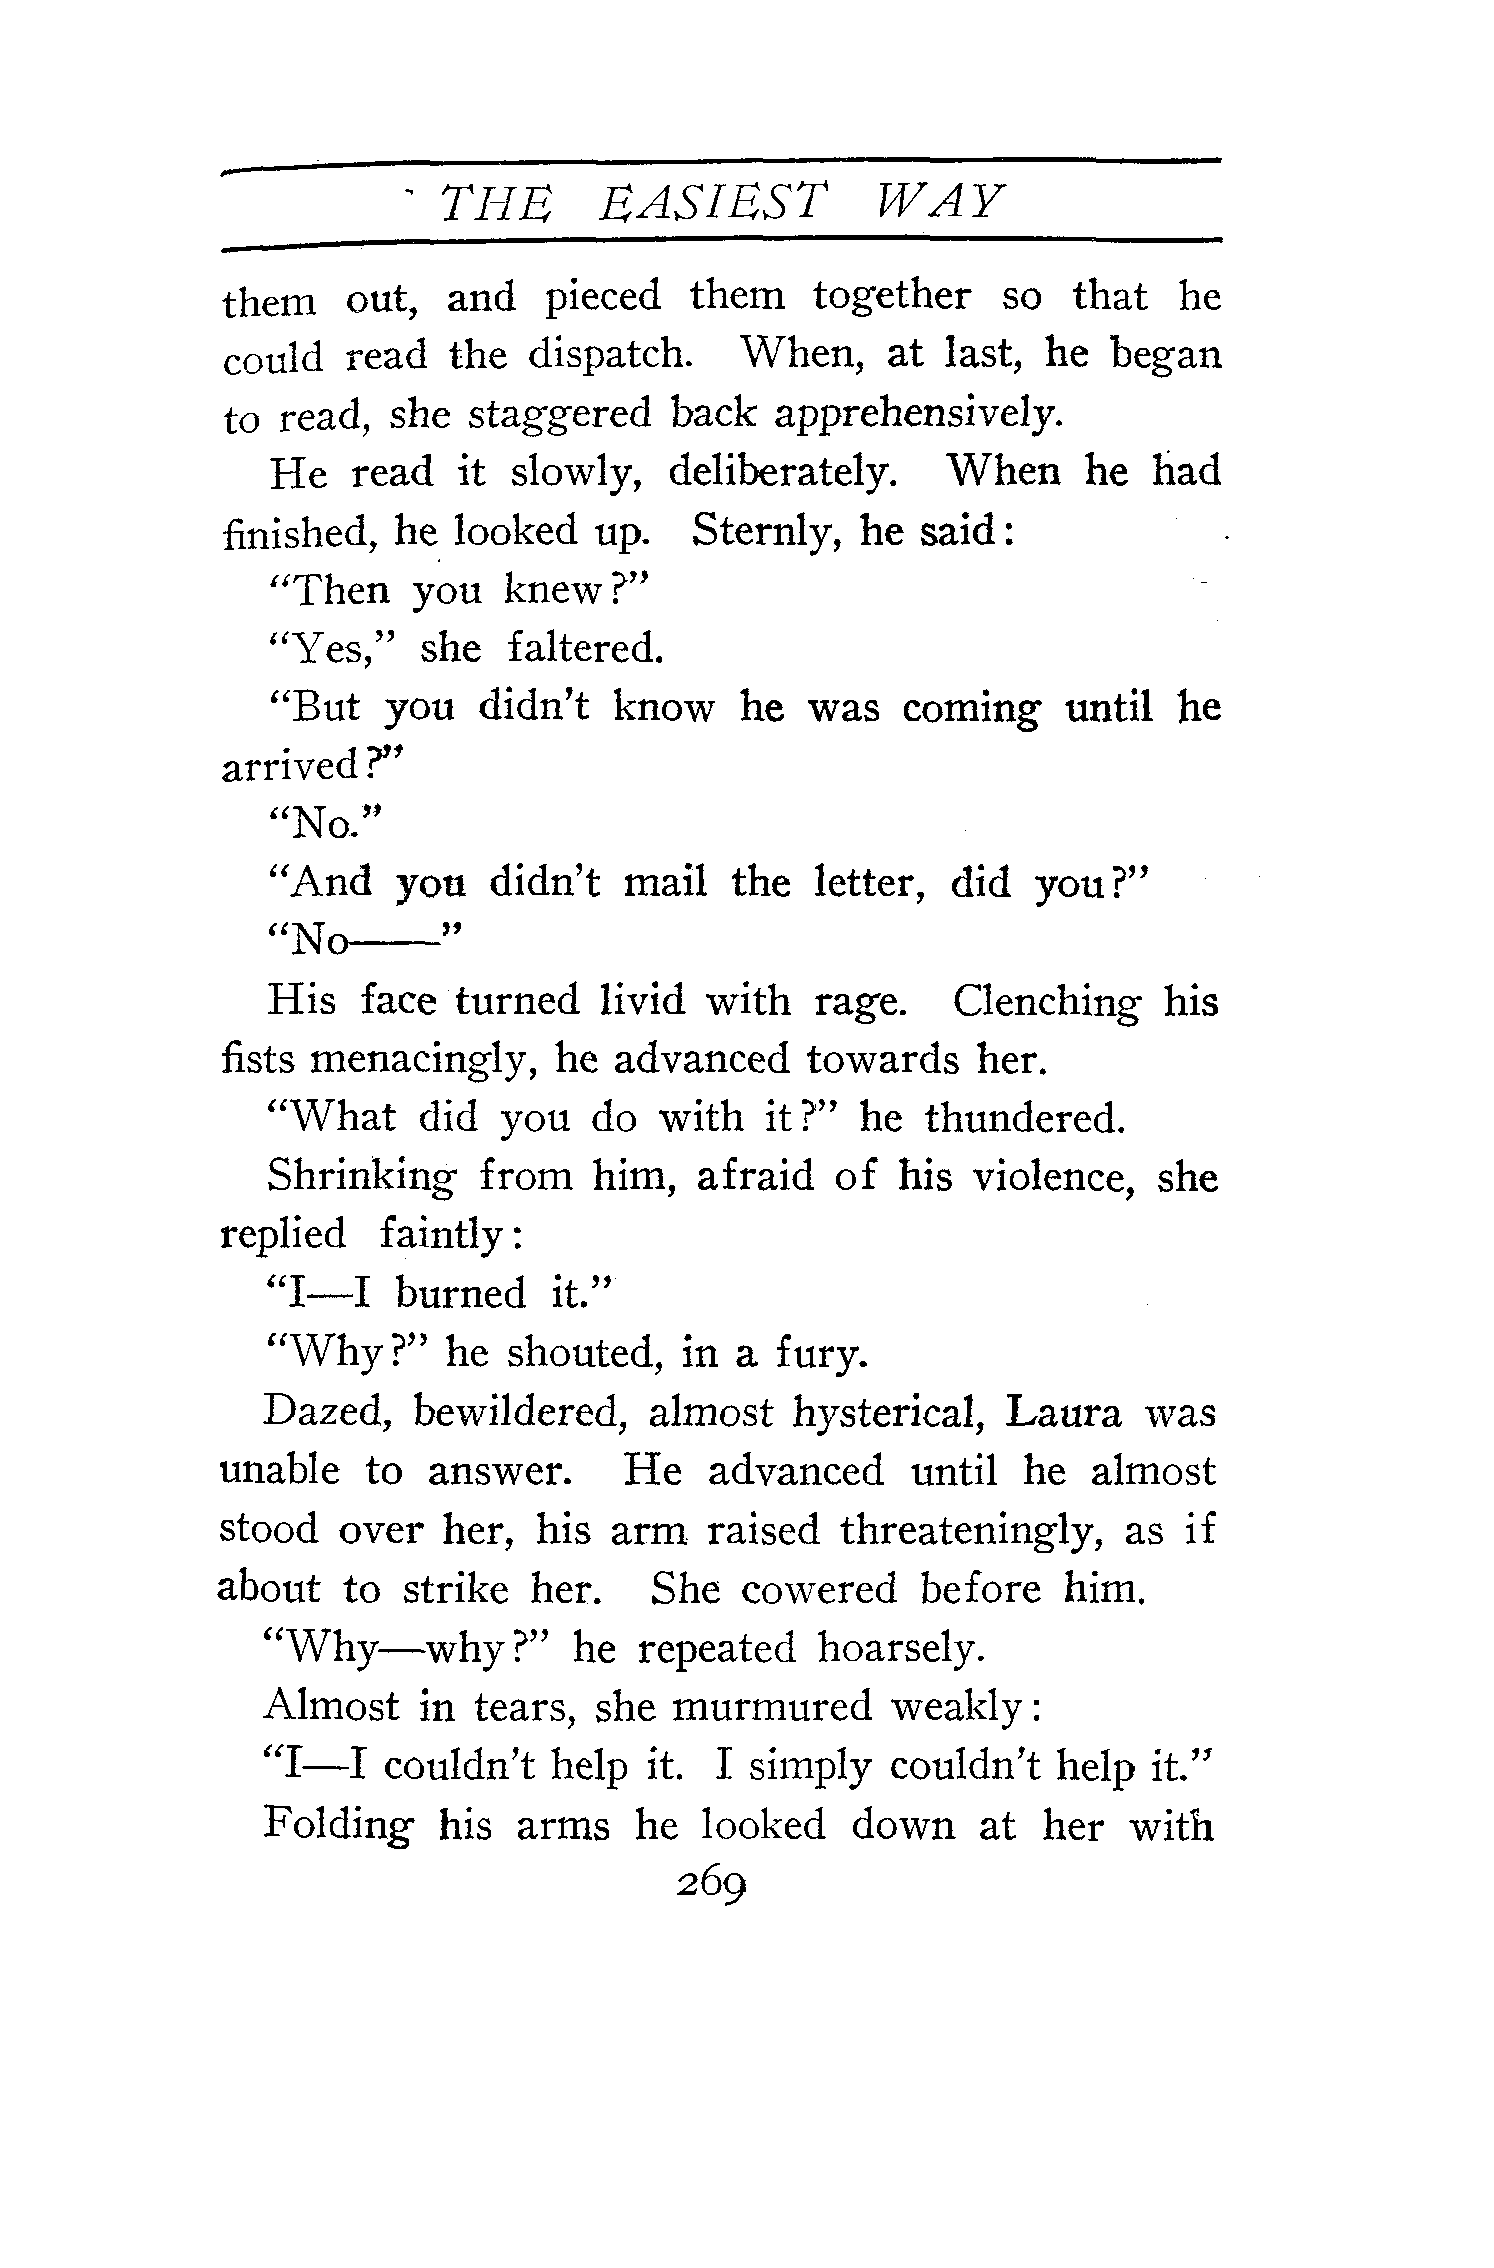 THE EASIEST WAY
them out, and pieced them together so that he
could read the dispatch. When, at last, he began
to read, she staggered back apprehensively.
He read it slowly, deliberately. When he had
finished, he looked up. Sternly, he said:
"Then you knew?"
"Yes," she faltered.
"But you didn't know he was coming until he
arrived?"
"No."
"And you didn't mail the letter, did you?"
"No——"
His face turned livid with rage. Clenching his
fists menacingly, he advanced towards her.
"What did you do with it?" he thundered.
Shrinking from him, afraid of his violence, she
replied faintly:
"I—I burned it."
"Why?" he shouted, in a fury.
Dazed, bewildered, almost hysterical, Laura was
unable to answer. He advanced until he almost
stood over her, his arm raised threateningly, as if
about to strike her. She cowered before him.
"Why—why?" he repeated hoarsely.
Almost in tears, she murmured weakly:
"I—I couldn't help it. I simply couldn't help it."
Folding his arms he looked down at her with
269